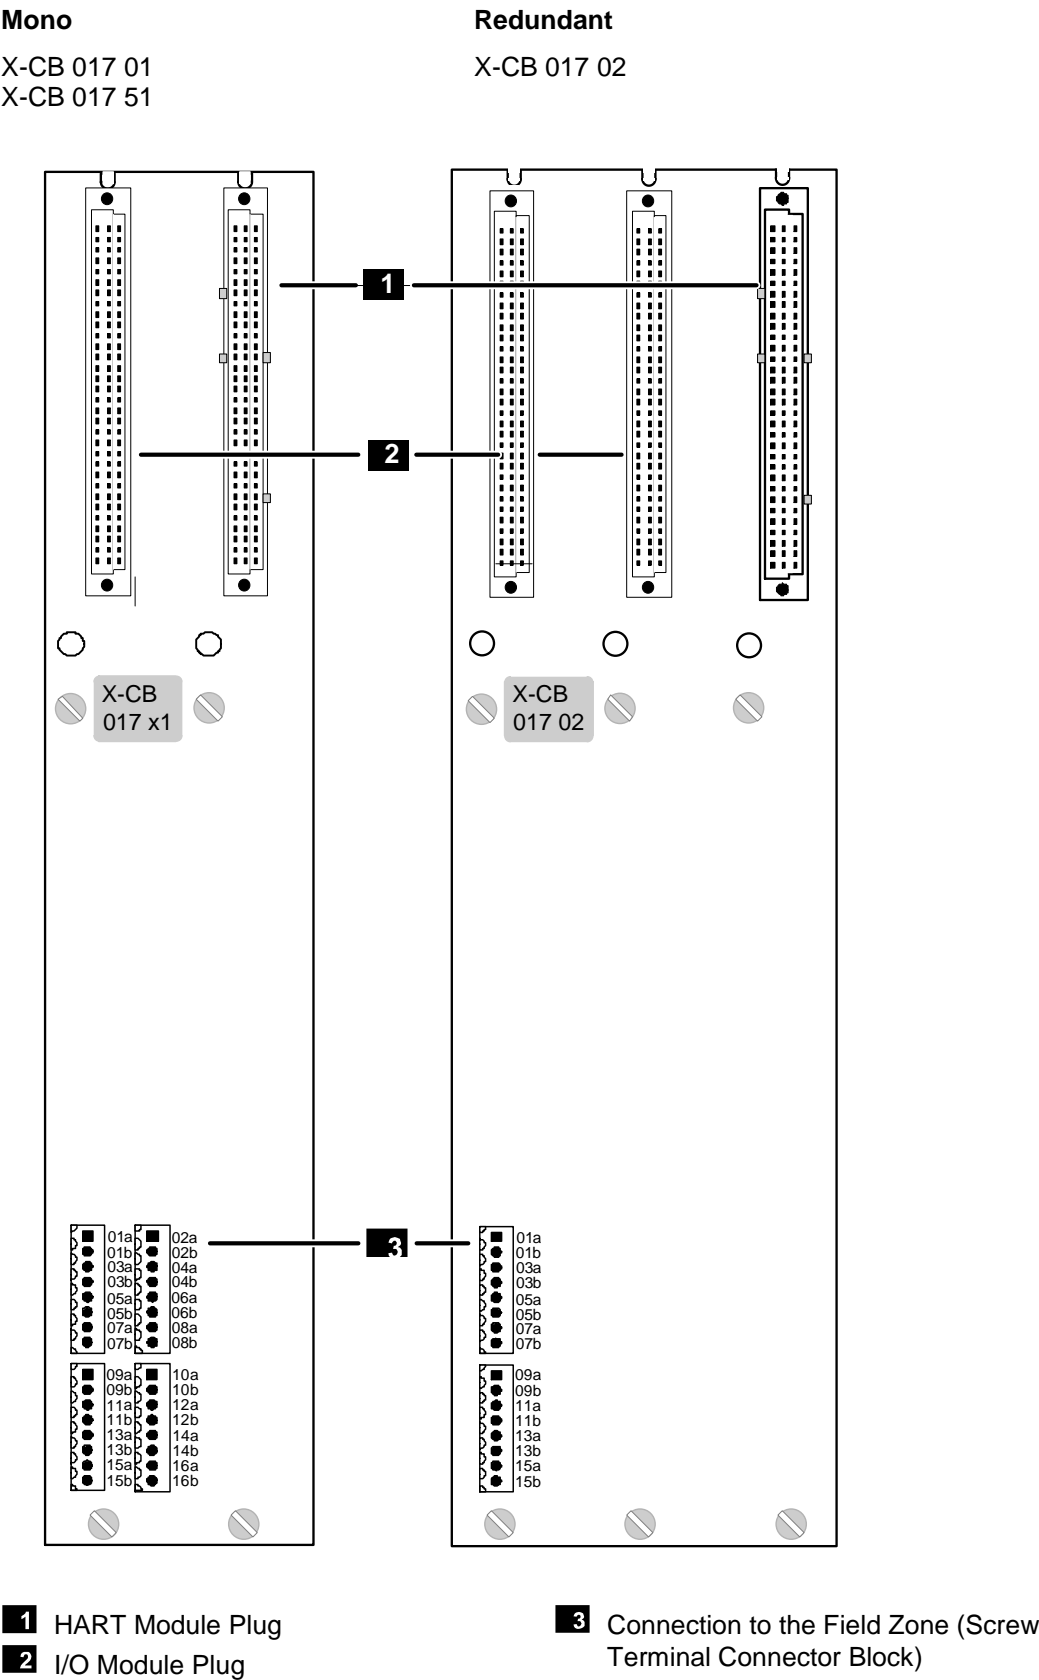 Mono
Redundant
X-CB 017 01
X-CB 017 02
X-CB 017 51
1
2
X-CB
017 x1
X-CB
017 02
3
01a
01b
03a
03b
05a
05b
07a
07b
02a
02b
04a
04b
06a
06b
08a
08b
09a
09b
11a
11b
13a
13b
15a
15b
10a
10b
12a
12b
14a
14b
16a
16b
01a
01b
03a
03b
05a
05b
07a
07b
09a
09b
11a
11b
13a
13b
15a
15b
1 HART Module Plug
2 I/O Module Plug
3 Connection to the Field Zone (Screw
Terminal Connector Block)